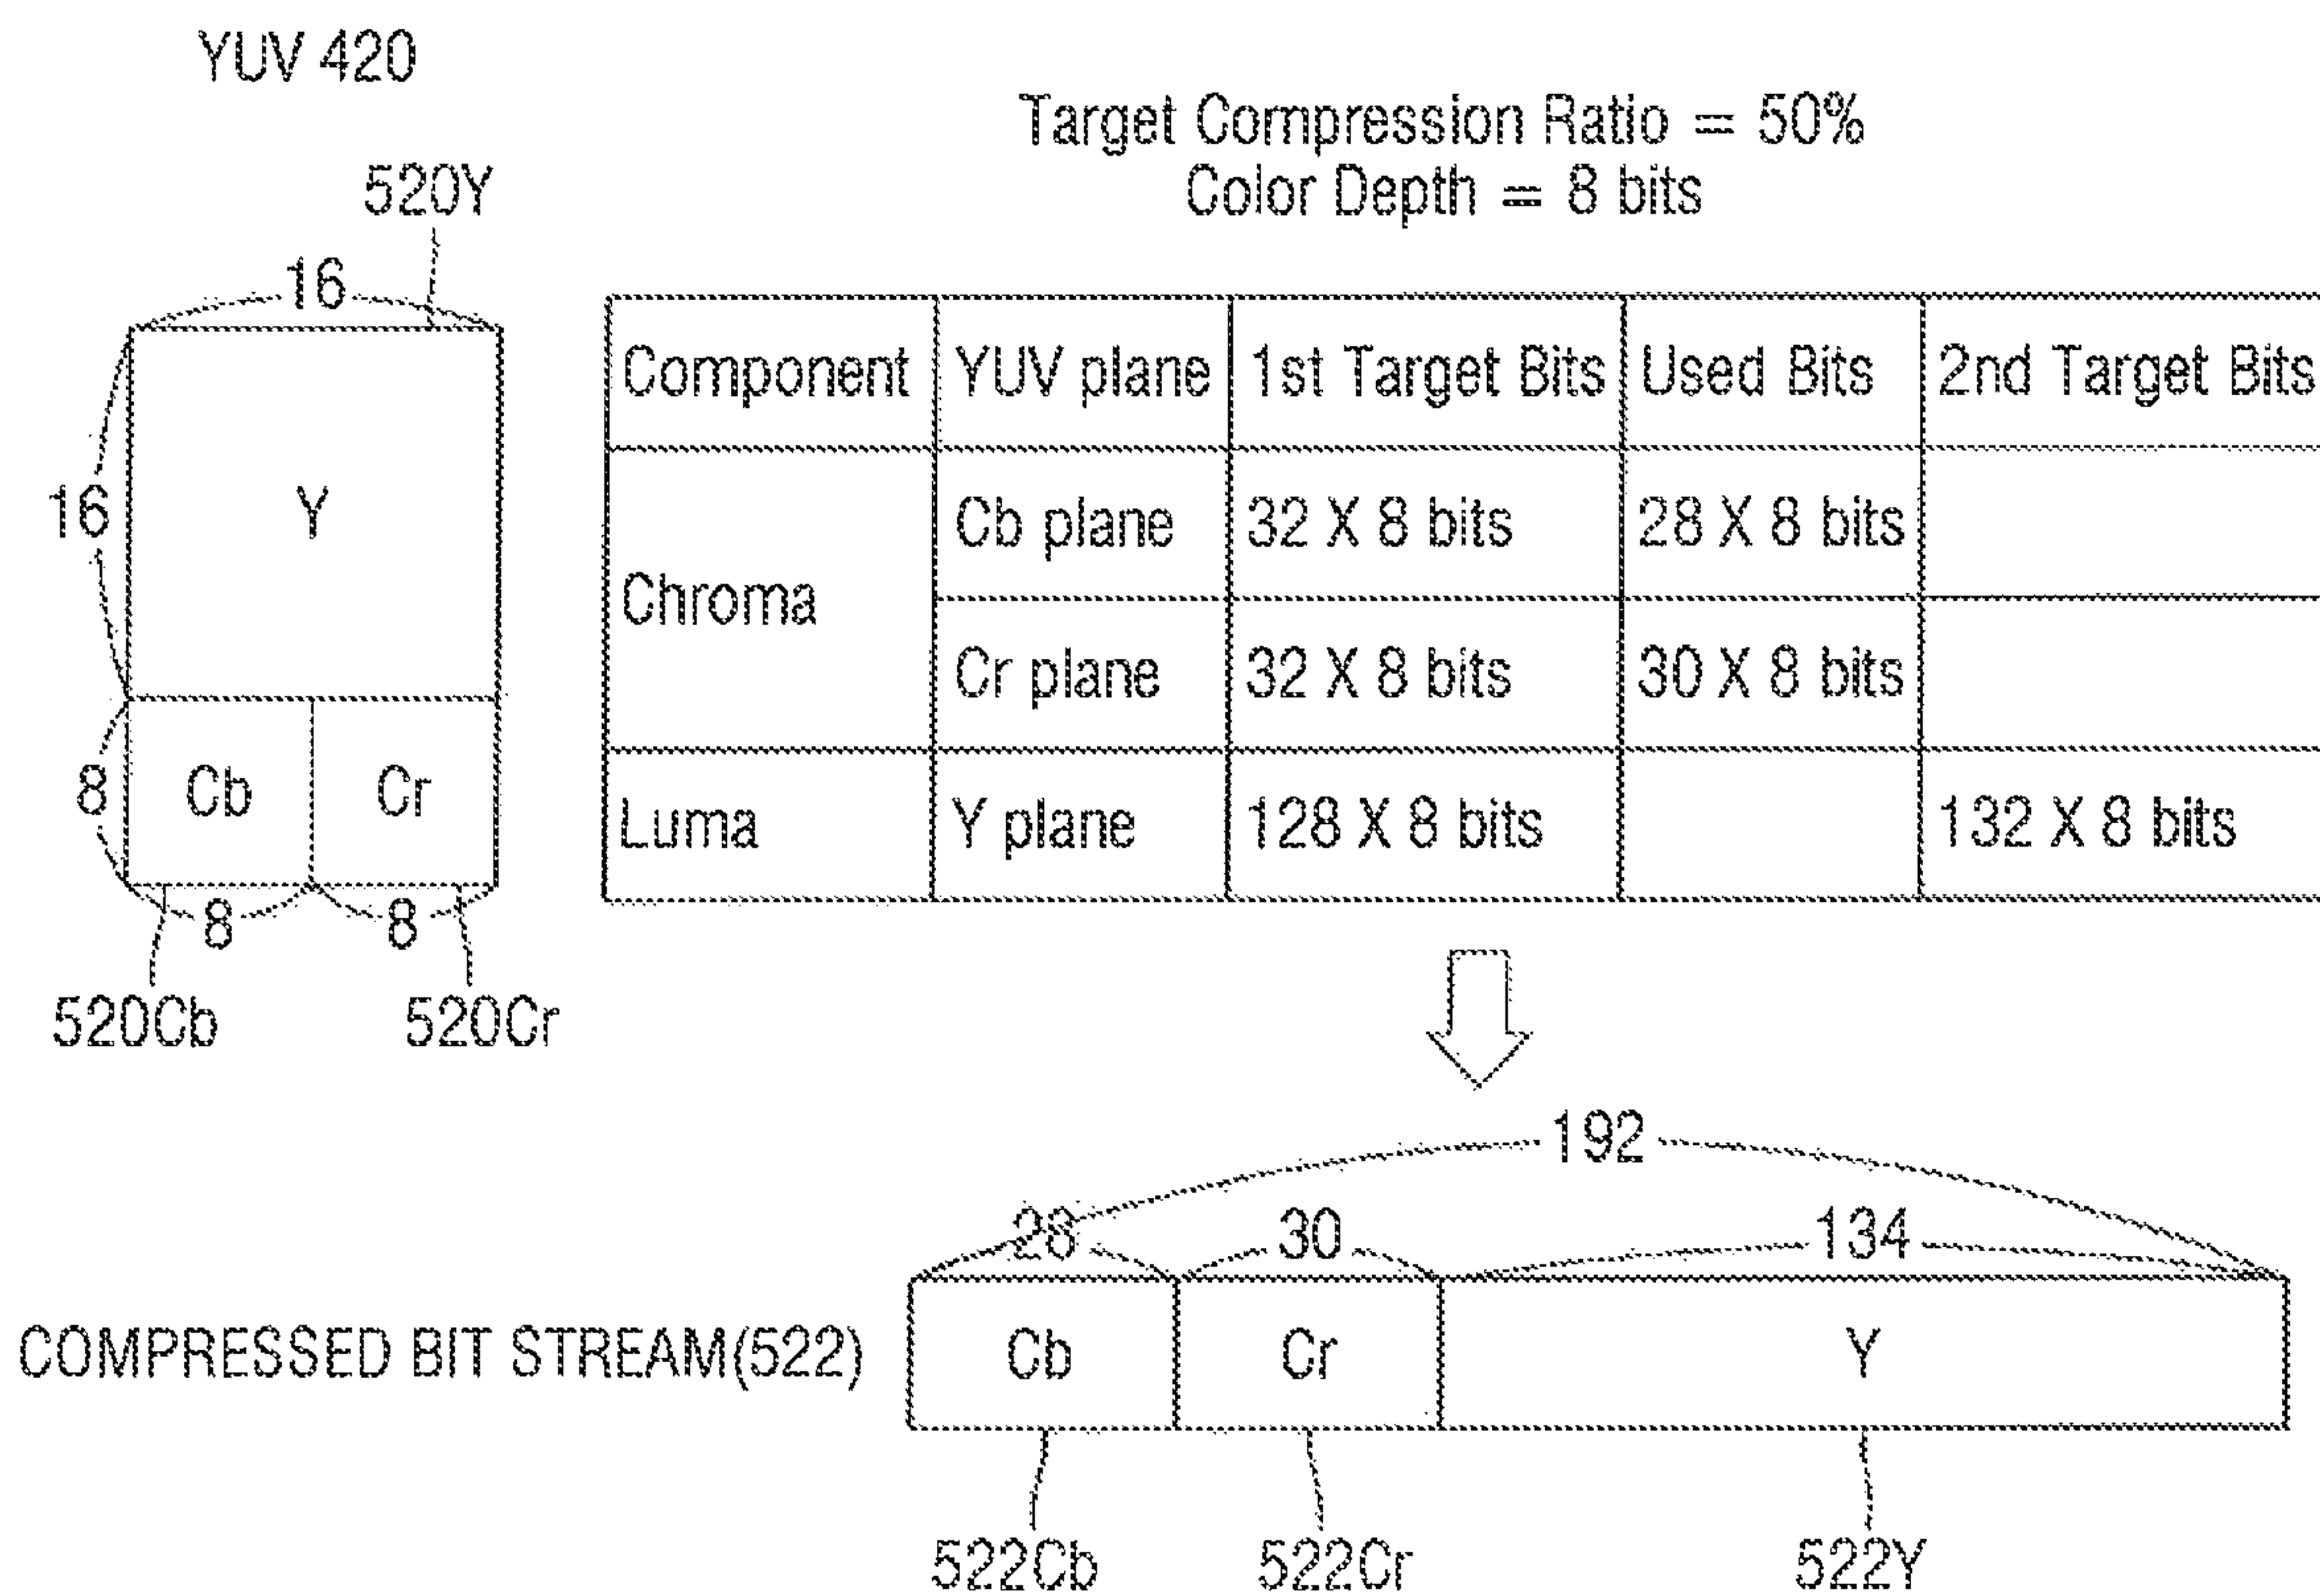 YUV 420
Target Compression Ratio = 50%
Color Depth = 8 bits
520Y
16
16
Y
8
Cb
Cr
8
8
520Cb
520Cr
Component YUV plane 1st Target Bits Used Bits 2nd Target Bits
Chroma
Cb plane 32 X 8 bits 28 X 8 bits
Cr plane 32 X 8 bits 30 X 8 bits
Luma Y plane 128 X 8 bits 132 X 8 bits
192
28 30 134
COMPRESSED BIT STREAM(522) Cb Cr Y
522Cb 522Cr 522Y